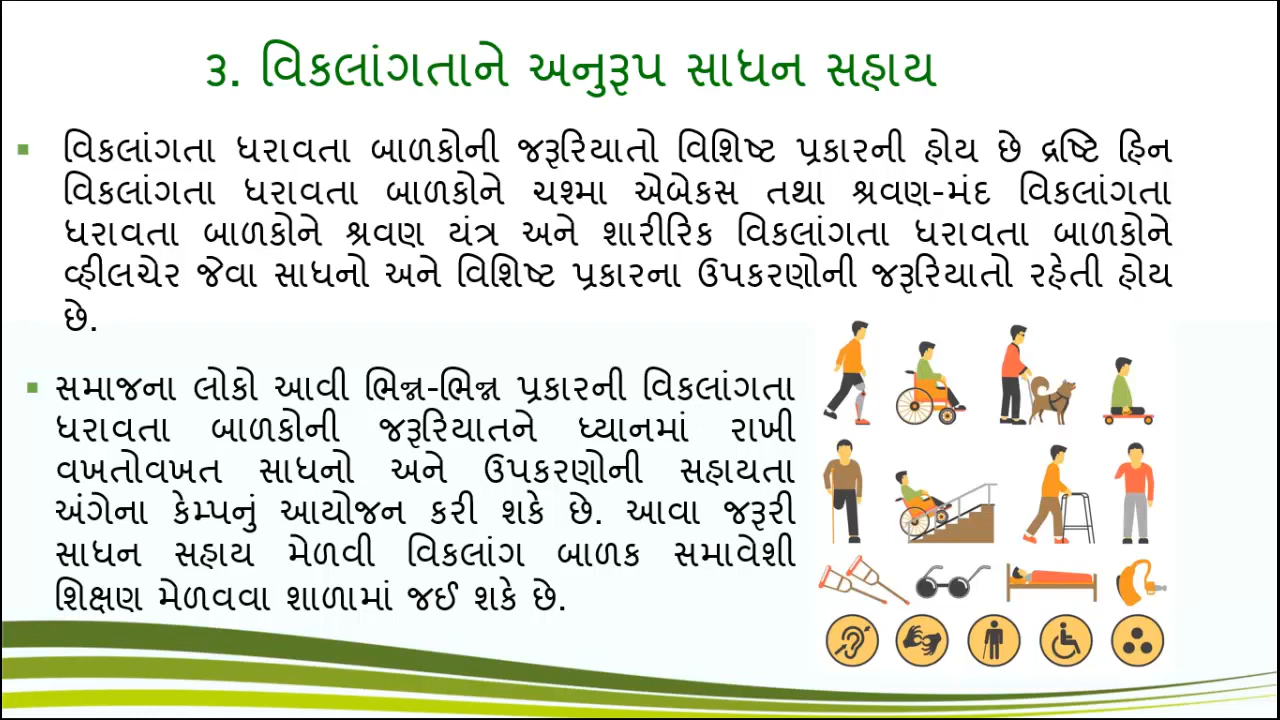 ૩. વિકલાંગતાને અનુરૂપ સાધન સહાય
વિકલાંગતા ધરાવતા બાળકોની જરૂરિયાતો વિશિષ્ટ પ્રકારની હોય છે દ્રષ્ટિ હિન
વિકલાંગતા ધરાવતા બાળકોને ચશ્મા એબેકસ તથા શ્રવણ-મંદ વિકલાંગતા
ધરાવતા બાળકોને શ્રવણ યંત્ર અને શારીરિક વિકલાંગતા ધરાવતા બાળકોને
વ્હીલચેર જેવા સાધનો અને વિશિષ્ટ પ્રકારના ઉપકરણોની જરૂરિયાતો રહેતી હોય
છે.
સમાજના લોકો આવી ભિન્ન-ભિન્ન પ્રકારની વિકલાંગતા
ધરાવતા બાળકોની જરૂરિયાતને ધ્યાનમાં રાખી
વખતોવખત સાધનો અને ઉપકરણોની સહાયતા
અંગેના કેમ્પનું આયોજન કરી શકે છે. આવા જરૂરી
સાધન સહાય મેળવી વિકલાંગ બાળક સમાવેશી
શિક્ષણ મેળવવા શાળામાં જઈ શકે છે.